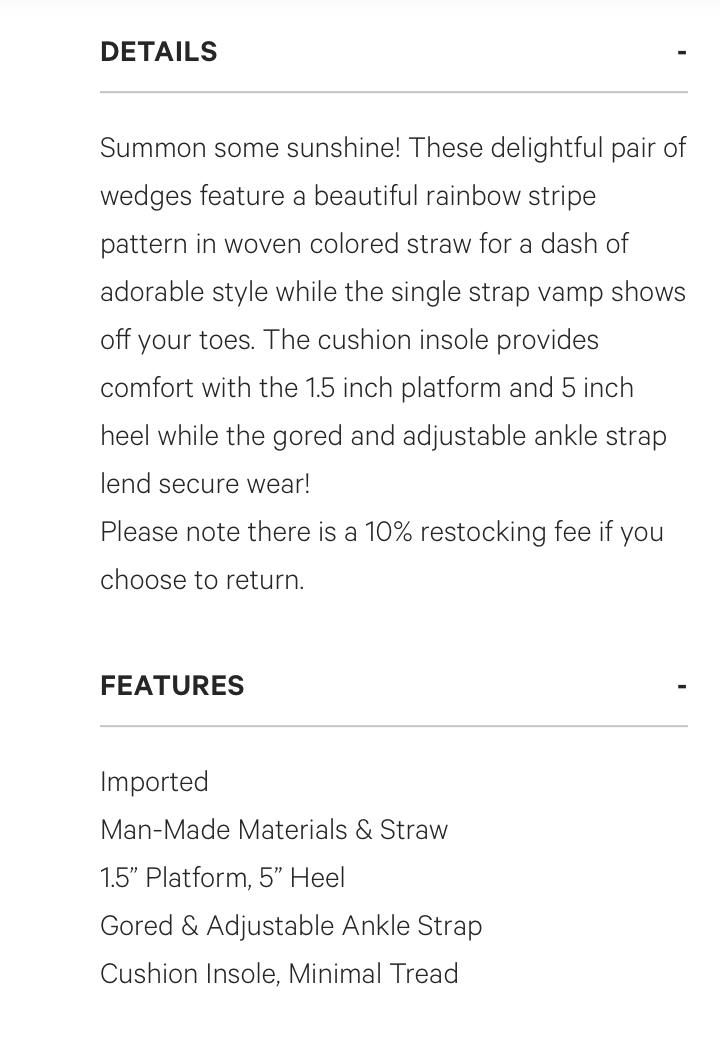 DETAILS -
Summon some sunshine! These delightful pair of
wedges feature a beautiful rainbow stripe
pattern in woven colored straw for a dash of
adorable style while the single strap vamp shows
off your toes. The cushion insole provides
comfort with the 1.5 inch platform and 5 inch
heel while the gored and adjustable ankle strap
lend secure wear!
Please note there is a 10% restocking fee if you
choose to return.
FEATURES -
Imported
Man-Made Materials & Straw
1.5” Platform, 5” Heel
Gored & Adjustable Ankle Strap
Cushion Insole, Minimal Tread